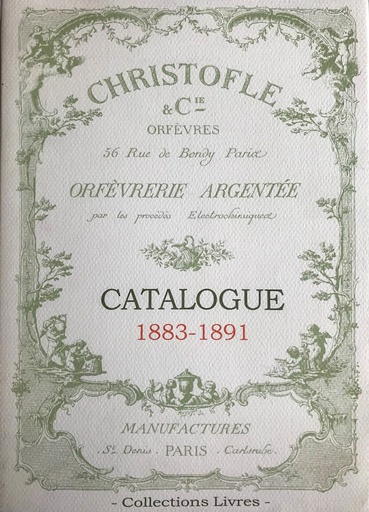 CHRISTOFLE
& CIE
ORFÈVRES
56 Rue de Bondy Paris
ORFÈVRERIE ARGENTÉE
par les procédés Electrochimiques
CATALOGUE
1883-1891
MANUFACTURES
St. Denis. PARIS. Carlsruhe.
- Collections Livres -